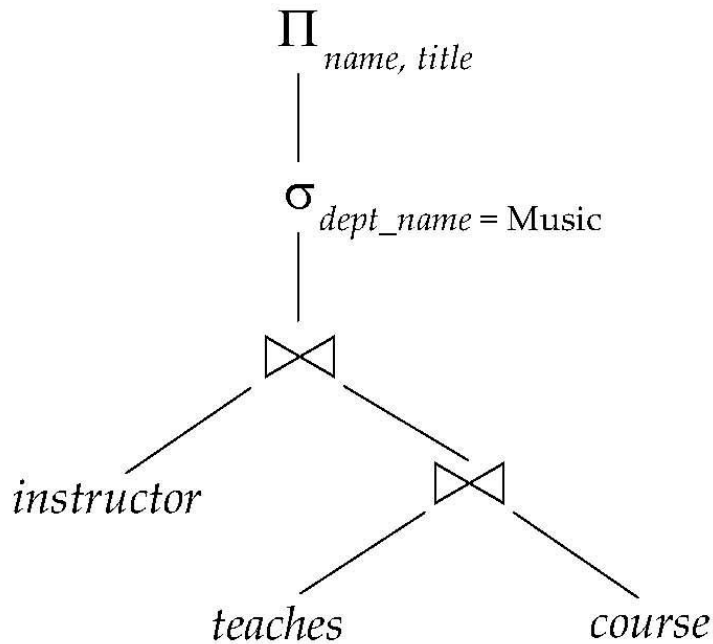 Π name, title
σ dept_name = Music
⋈
instructor
⋈
teaches course